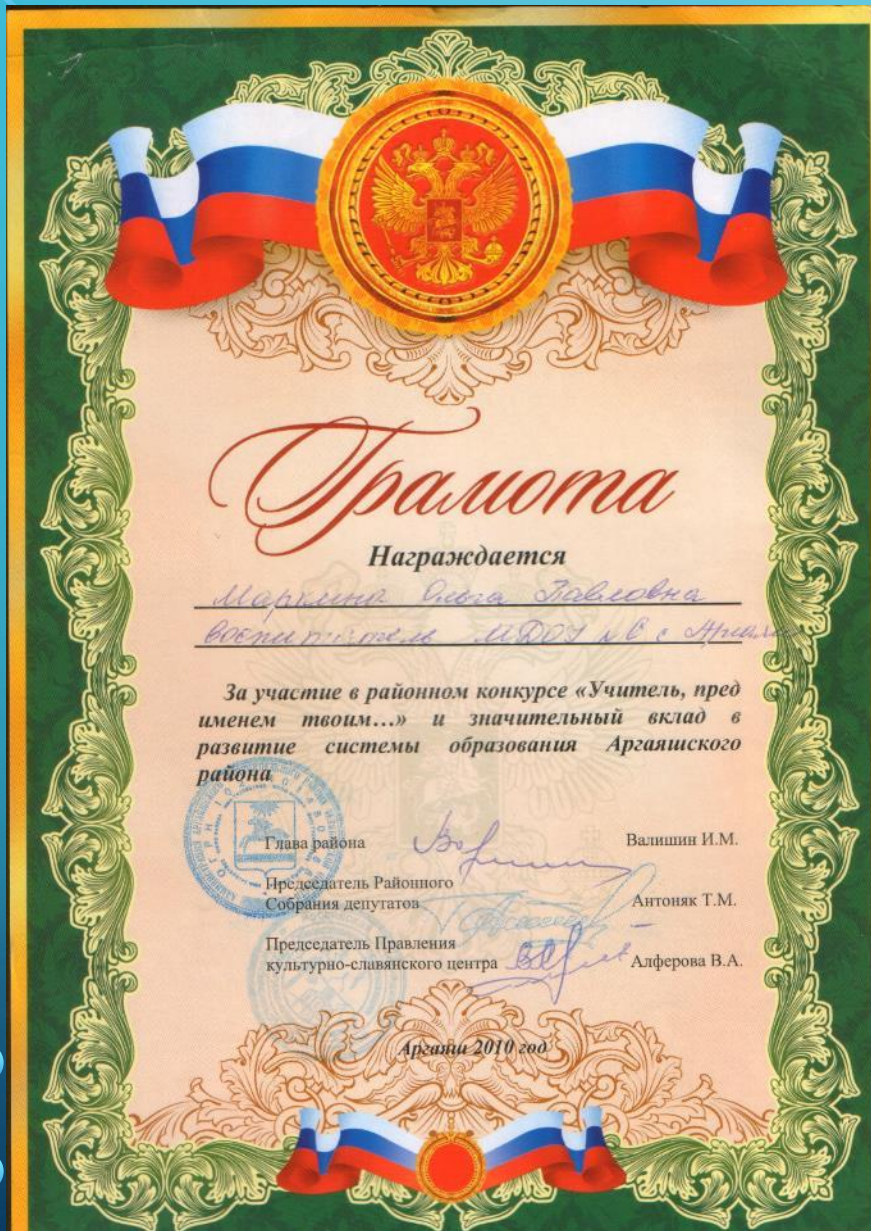 Грамота
Награждается
Ольга Павловна
воспитатель МДОУ
За участие в районном конкурсе «Учитель, пред
именем твоим…» и значительный вклад в
развитие системы образования Аргаяшского
района
Глава района Валишин И.М.
Председатель Районного
Собрания депутатов Антоняк Т.М.
Председатель Правления
культурно-славянского центра Алферова В.А.
Аргаяш 2010 год